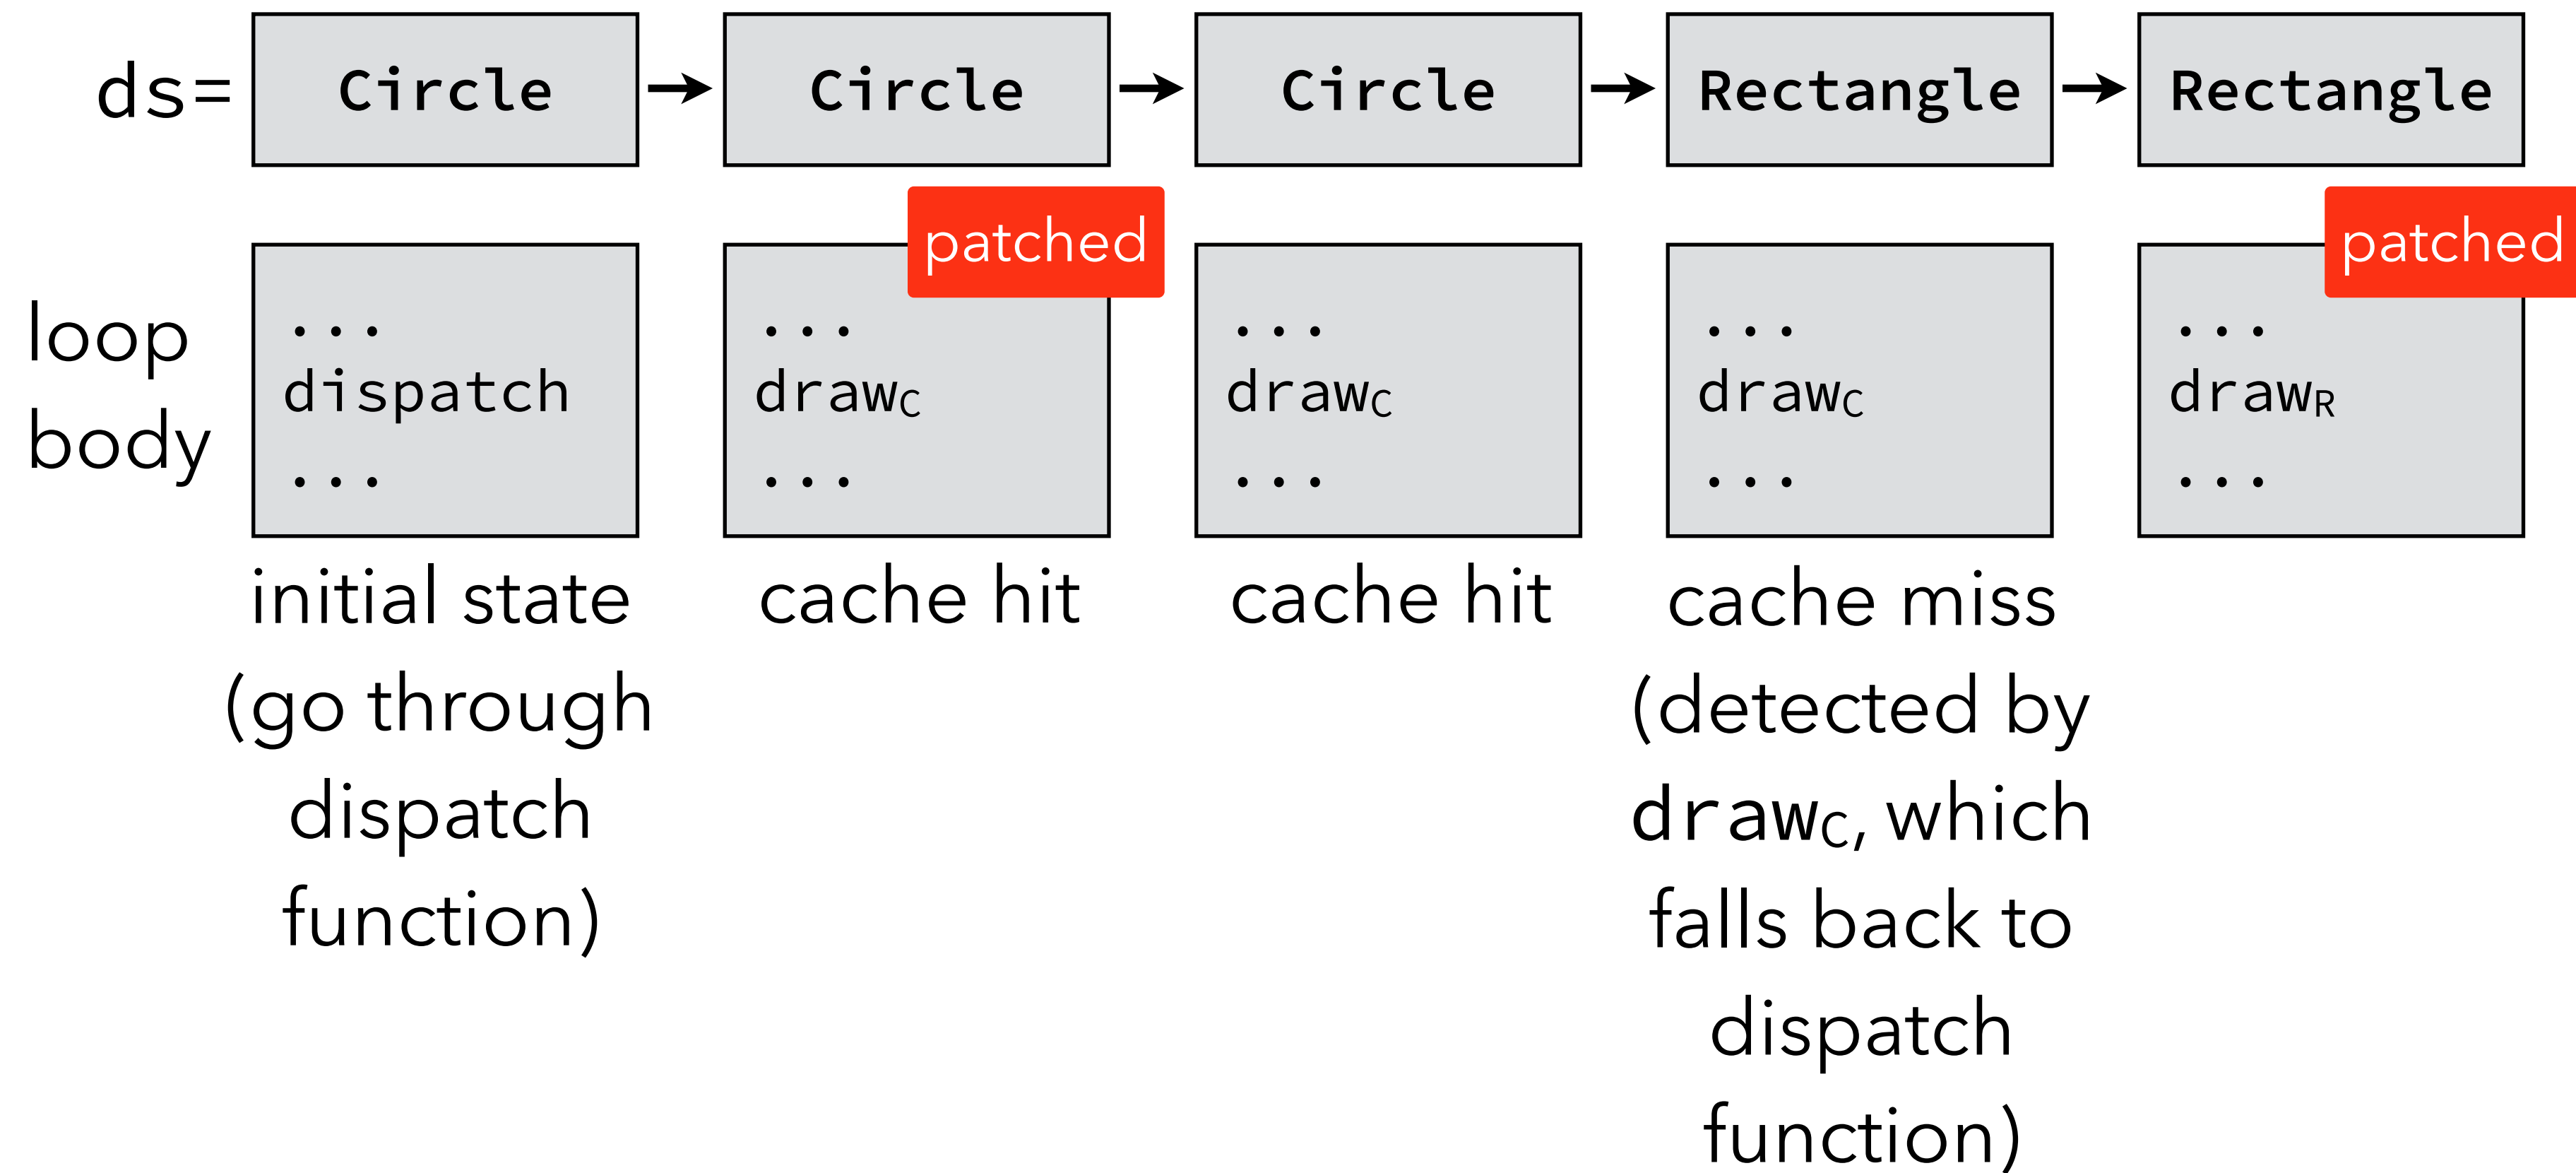 ds= Circle → Circle → Circle → Rectangle → Rectangle
patched patched
loop body
...
dispatch
...
...
drawC
...
...
drawC
...
...
drawC
...
...
drawR
...
initial state
(go through
dispatch
function)
cache hit
cache hit
cache miss
(detected by
drawC, which
falls back to
dispatch
function)